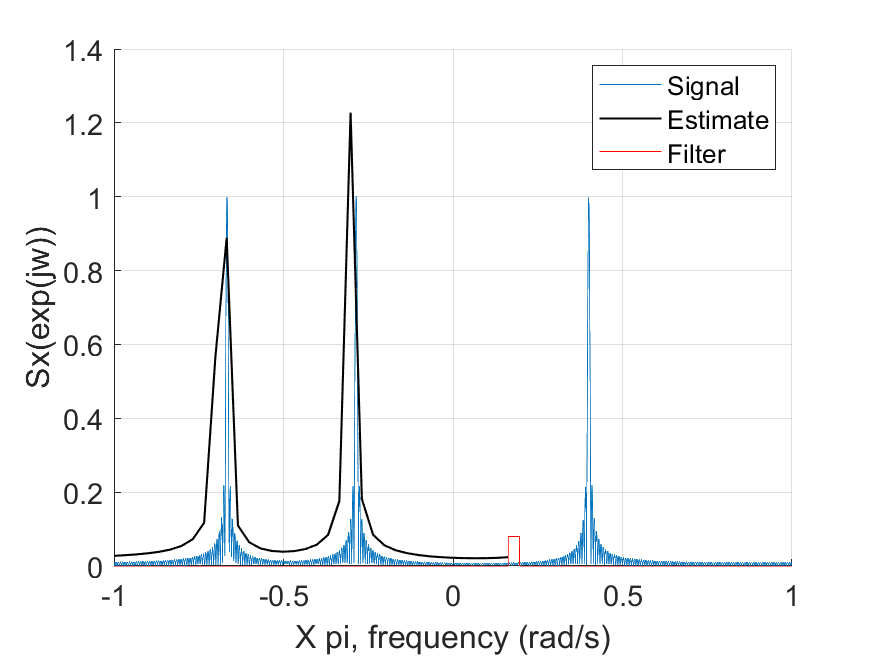 1.4
1.2
1
0.8
0.6
0.4
0.2
0
-1
-0.5
0
0.5
1
X pi, frequency (rad/s)
Sx(exp(jw))
Signal
Estimate
Filter